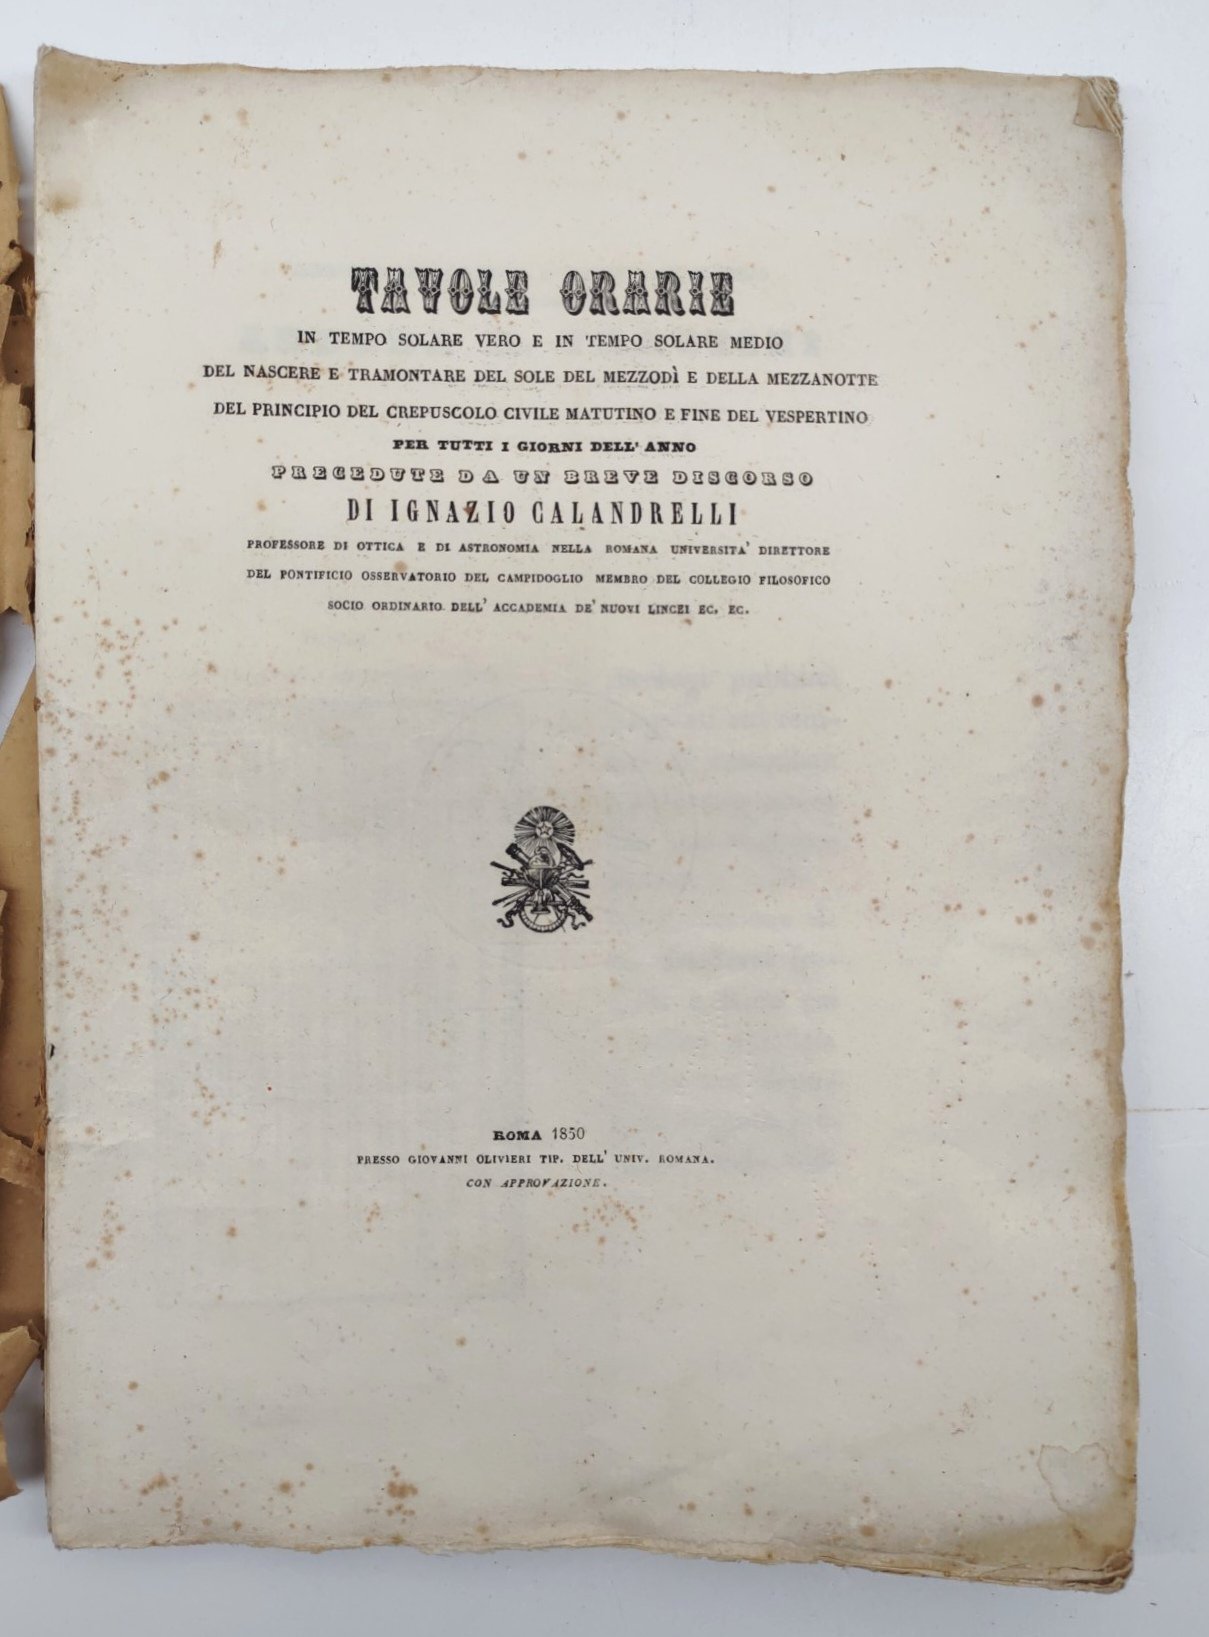 TAVOLE ORARIE
IN TEMPO SOLARE VERO E IN TEMPO SOLARE MEDIO
DEL NASCERE E TRAMONTARE DEL SOLE DEL MEZZODÌ E DELLA MEZZANOTTE
DEL PRINCIPIO DEL CREPUSCOLO CIVILE MATUTINO E FINE DEL VESPERTINO
PER TUTTI I GIORNI DELL' ANNO
PRECEDUTE DA UN BREVE DISCORSO
DI IGNAZIO CALANDRELLI
PROFESSORE DI OTTICA E DI ASTRONOMIA NELLA ROMANA UNIVERSITA' DIRETTORE
DEL PONTIFICIO OSSERVATORIO DEL CAMPIDOGLIO MEMBRO DEL COLLEGIO FILOSOFICO
SOCIO ORDINARIO DELL' ACCADEMIA DE' NUOVI LINCEI EC. EC.
ROMA 1850
PRESSO GIOVANNI OLIVIERI TIP. DELL' UNIV. ROMANA.
CON APPROVAZIONE.